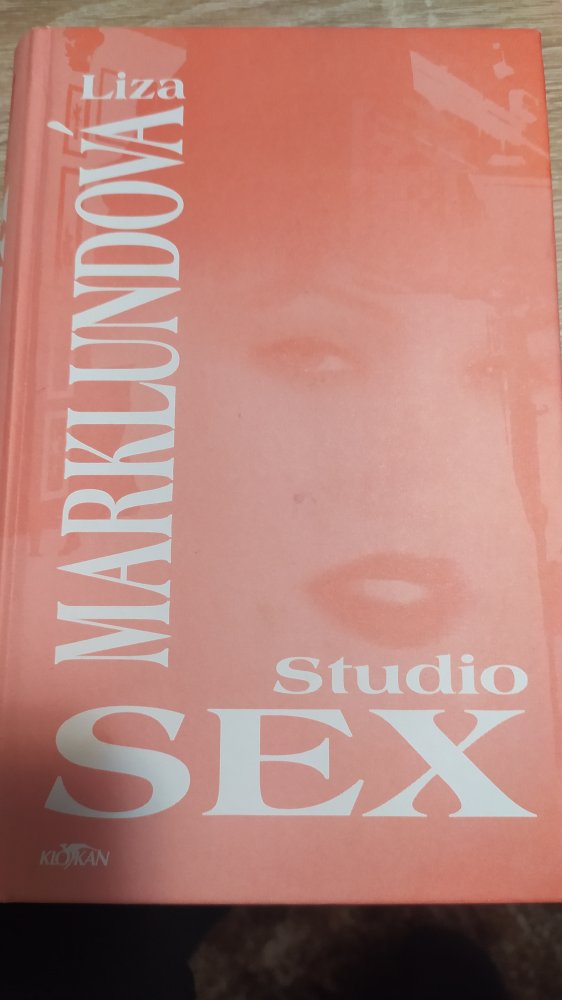 Liza
MARKLUNDOVÁ
Studio
SEX
KLOKAN